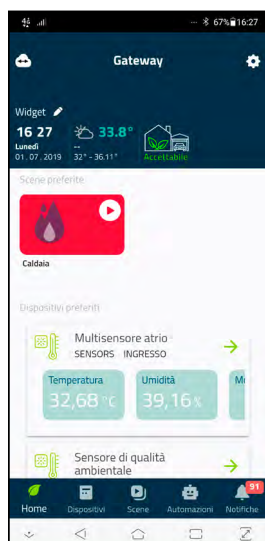 4G 67% 16:27
Gateway
Widget
16 27 33.8°
Lunedì --
01.07.2019 32° - 36.11° Accettabile
Scene preferite
Caldaia
Dispositivi preferiti
Multisensore atrio
SENSORS INGRESSO
Temperatura Umidità
32,68 °C 39,16 %
Sensore di qualità
ambientale
91
Home Dispositivi Scene Automazioni Notifiche